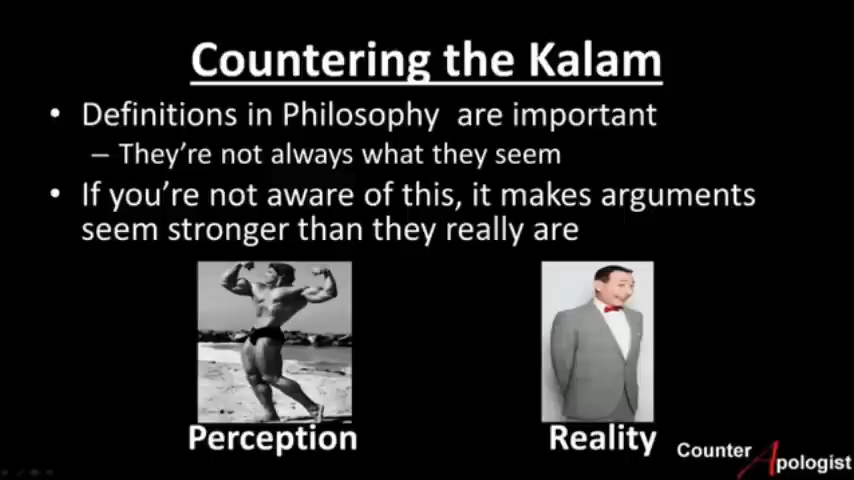 Countering the Kalam
• Definitions in Philosophy are important
– They're not always what they seem
• If you're not aware of this, it makes arguments
seem stronger than they really are
Perception
Reality
Counter Apologist